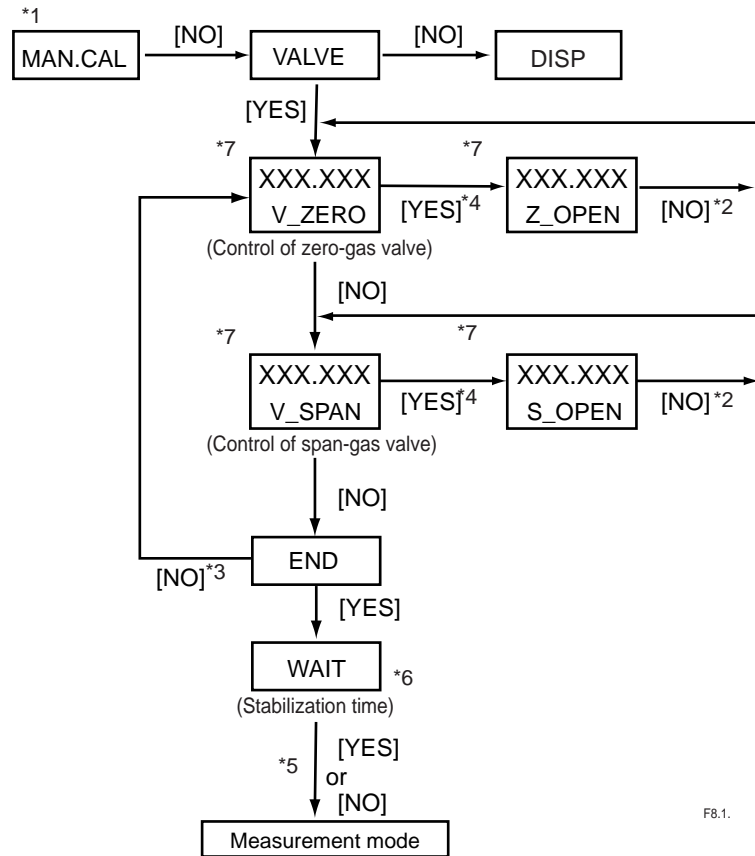 *1
[NO] [NO]
MAN.CAL VALVE DISP
[YES]
*7 *7
XXX.XXX XXX.XXX
V_ZERO [YES]*4 Z_OPEN [NO]*2
(Control of zero-gas valve)
[NO]
*7 *7
XXX.XXX XXX.XXX
V_SPAN [YES]*4 S_OPEN [NO]*2
(Control of span-gas valve)
[NO]
END
[NO]*3
[YES]
WAIT *6
(Stabilization time)
[YES]
*5 or
[NO]
F8.1.
Measurement mode